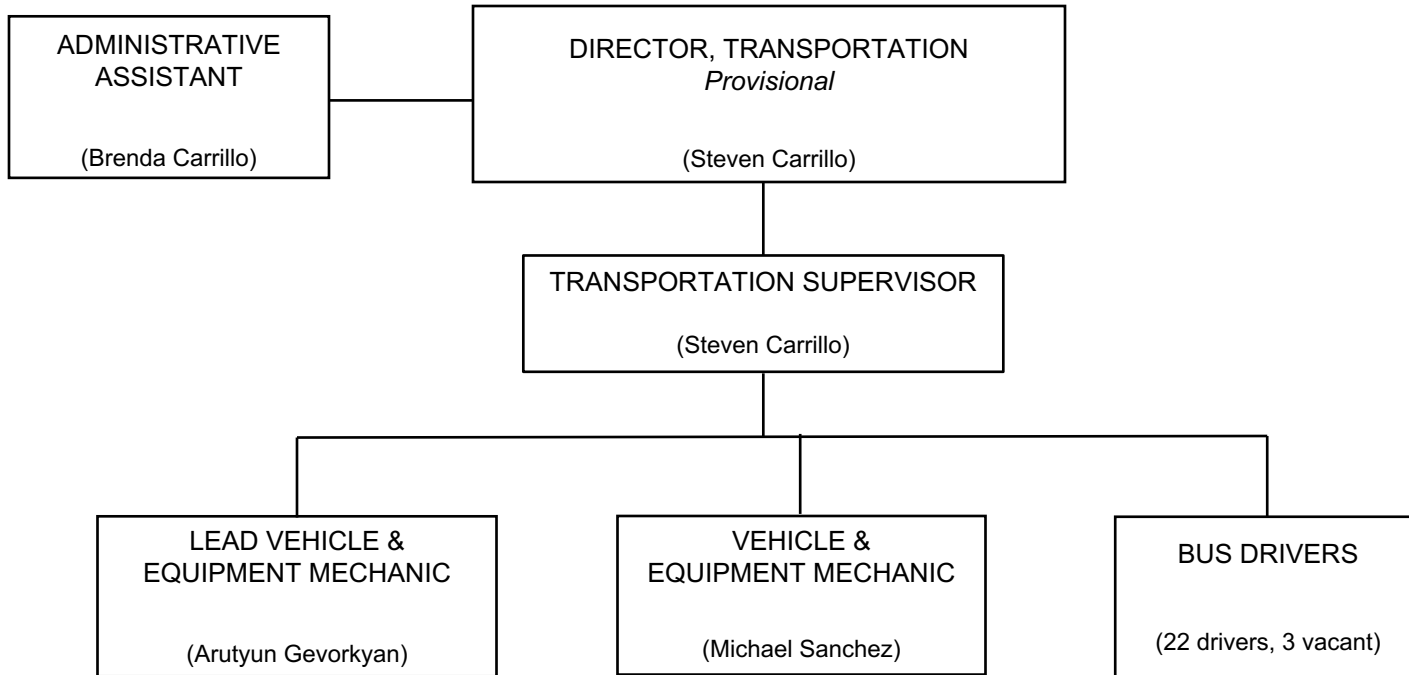 ADMINISTRATIVE
ASSISTANT
(Brenda Carrillo)
DIRECTOR, TRANSPORTATION
Provisional
(Steven Carrillo)
TRANSPORTATION SUPERVISOR
(Steven Carrillo)
LEAD VEHICLE &
EQUIPMENT MECHANIC
(Arutyun Gevorkyan)
VEHICLE &
EQUIPMENT MECHANIC
(Michael Sanchez)
BUS DRIVERS
(22 drivers, 3 vacant)